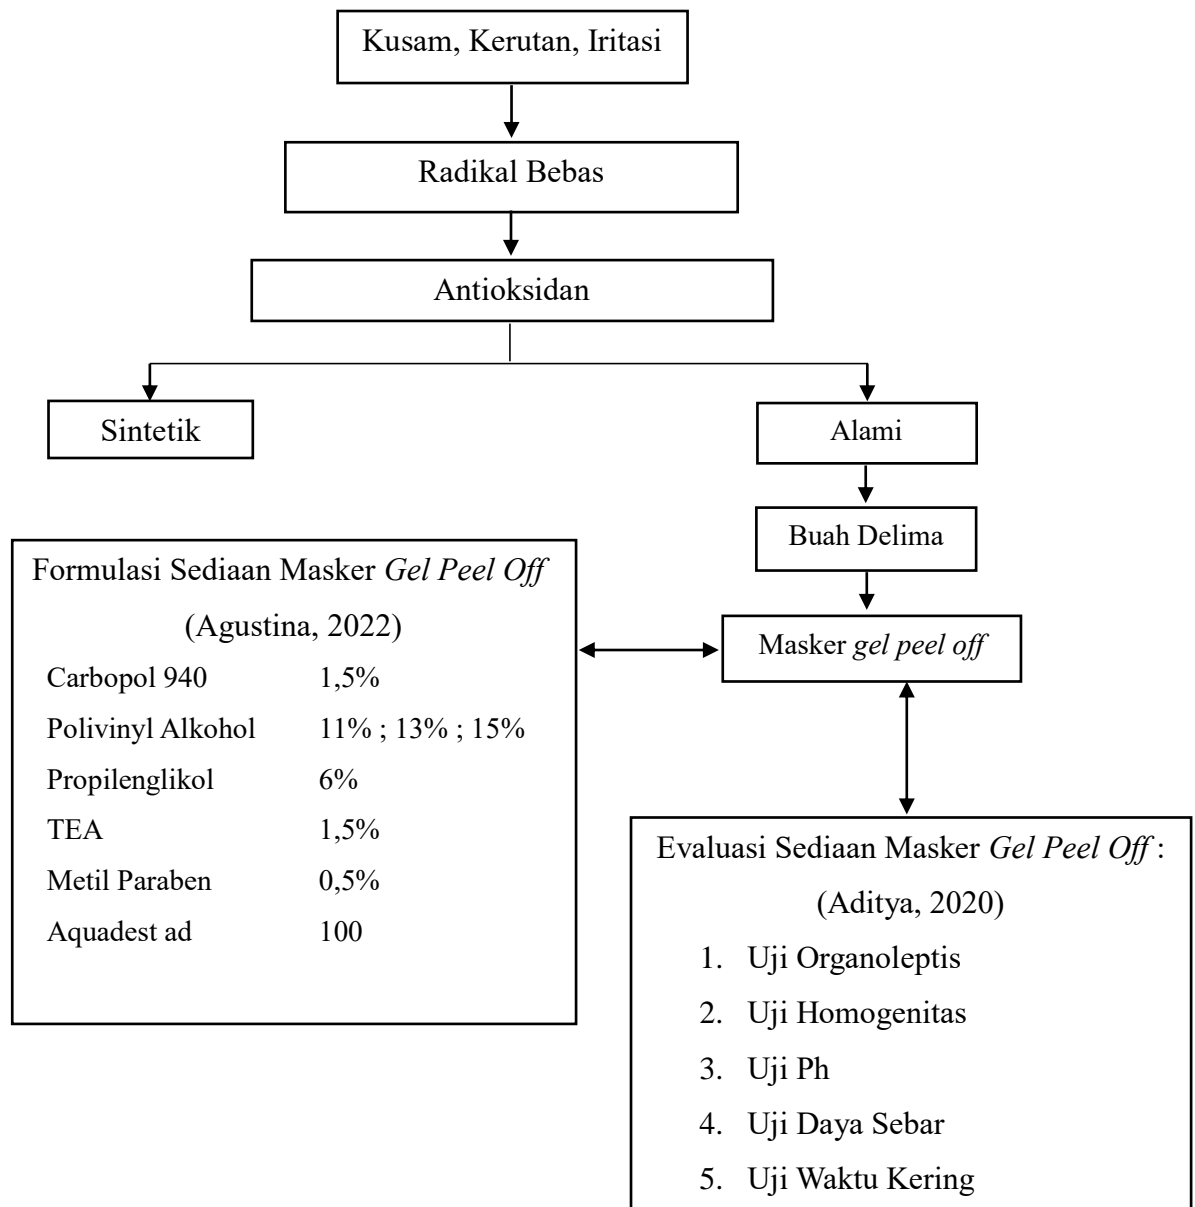 Kusam, Kerutan, Iritasi
Radikal Bebas
Antioksidan
Sintetik
Alami
Buah Delima
Masker gel peel off
Formulasi Sediaan Masker Gel Peel Off
(Agustina, 2022)
Carbopol 940 1,5%
Polivinyl Alkohol 11% ; 13% ; 15%
Propilenglikol 6%
TEA 1,5%
Metil Paraben 0,5%
Aquadest ad 100
Evaluasi Sediaan Masker Gel Peel Off :
(Aditya, 2020)
1. Uji Organoleptis
2. Uji Homogenitas
3. Uji Ph
4. Uji Daya Sebar
5. Uji Waktu Kering